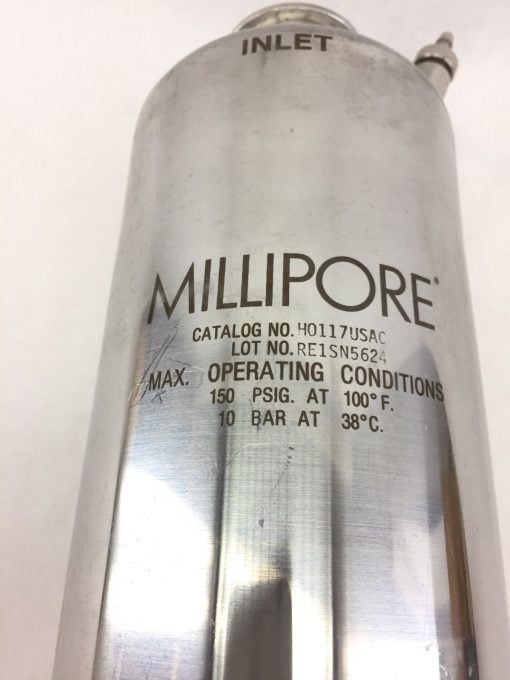 INLET
MILLIPORE®
CATALOG NO. HO117USAC
LOT NO. RE1SN5624
MAX. OPERATING CONDITIONS
150 PSIG. AT 100°F.
10 BAR AT 38°C.